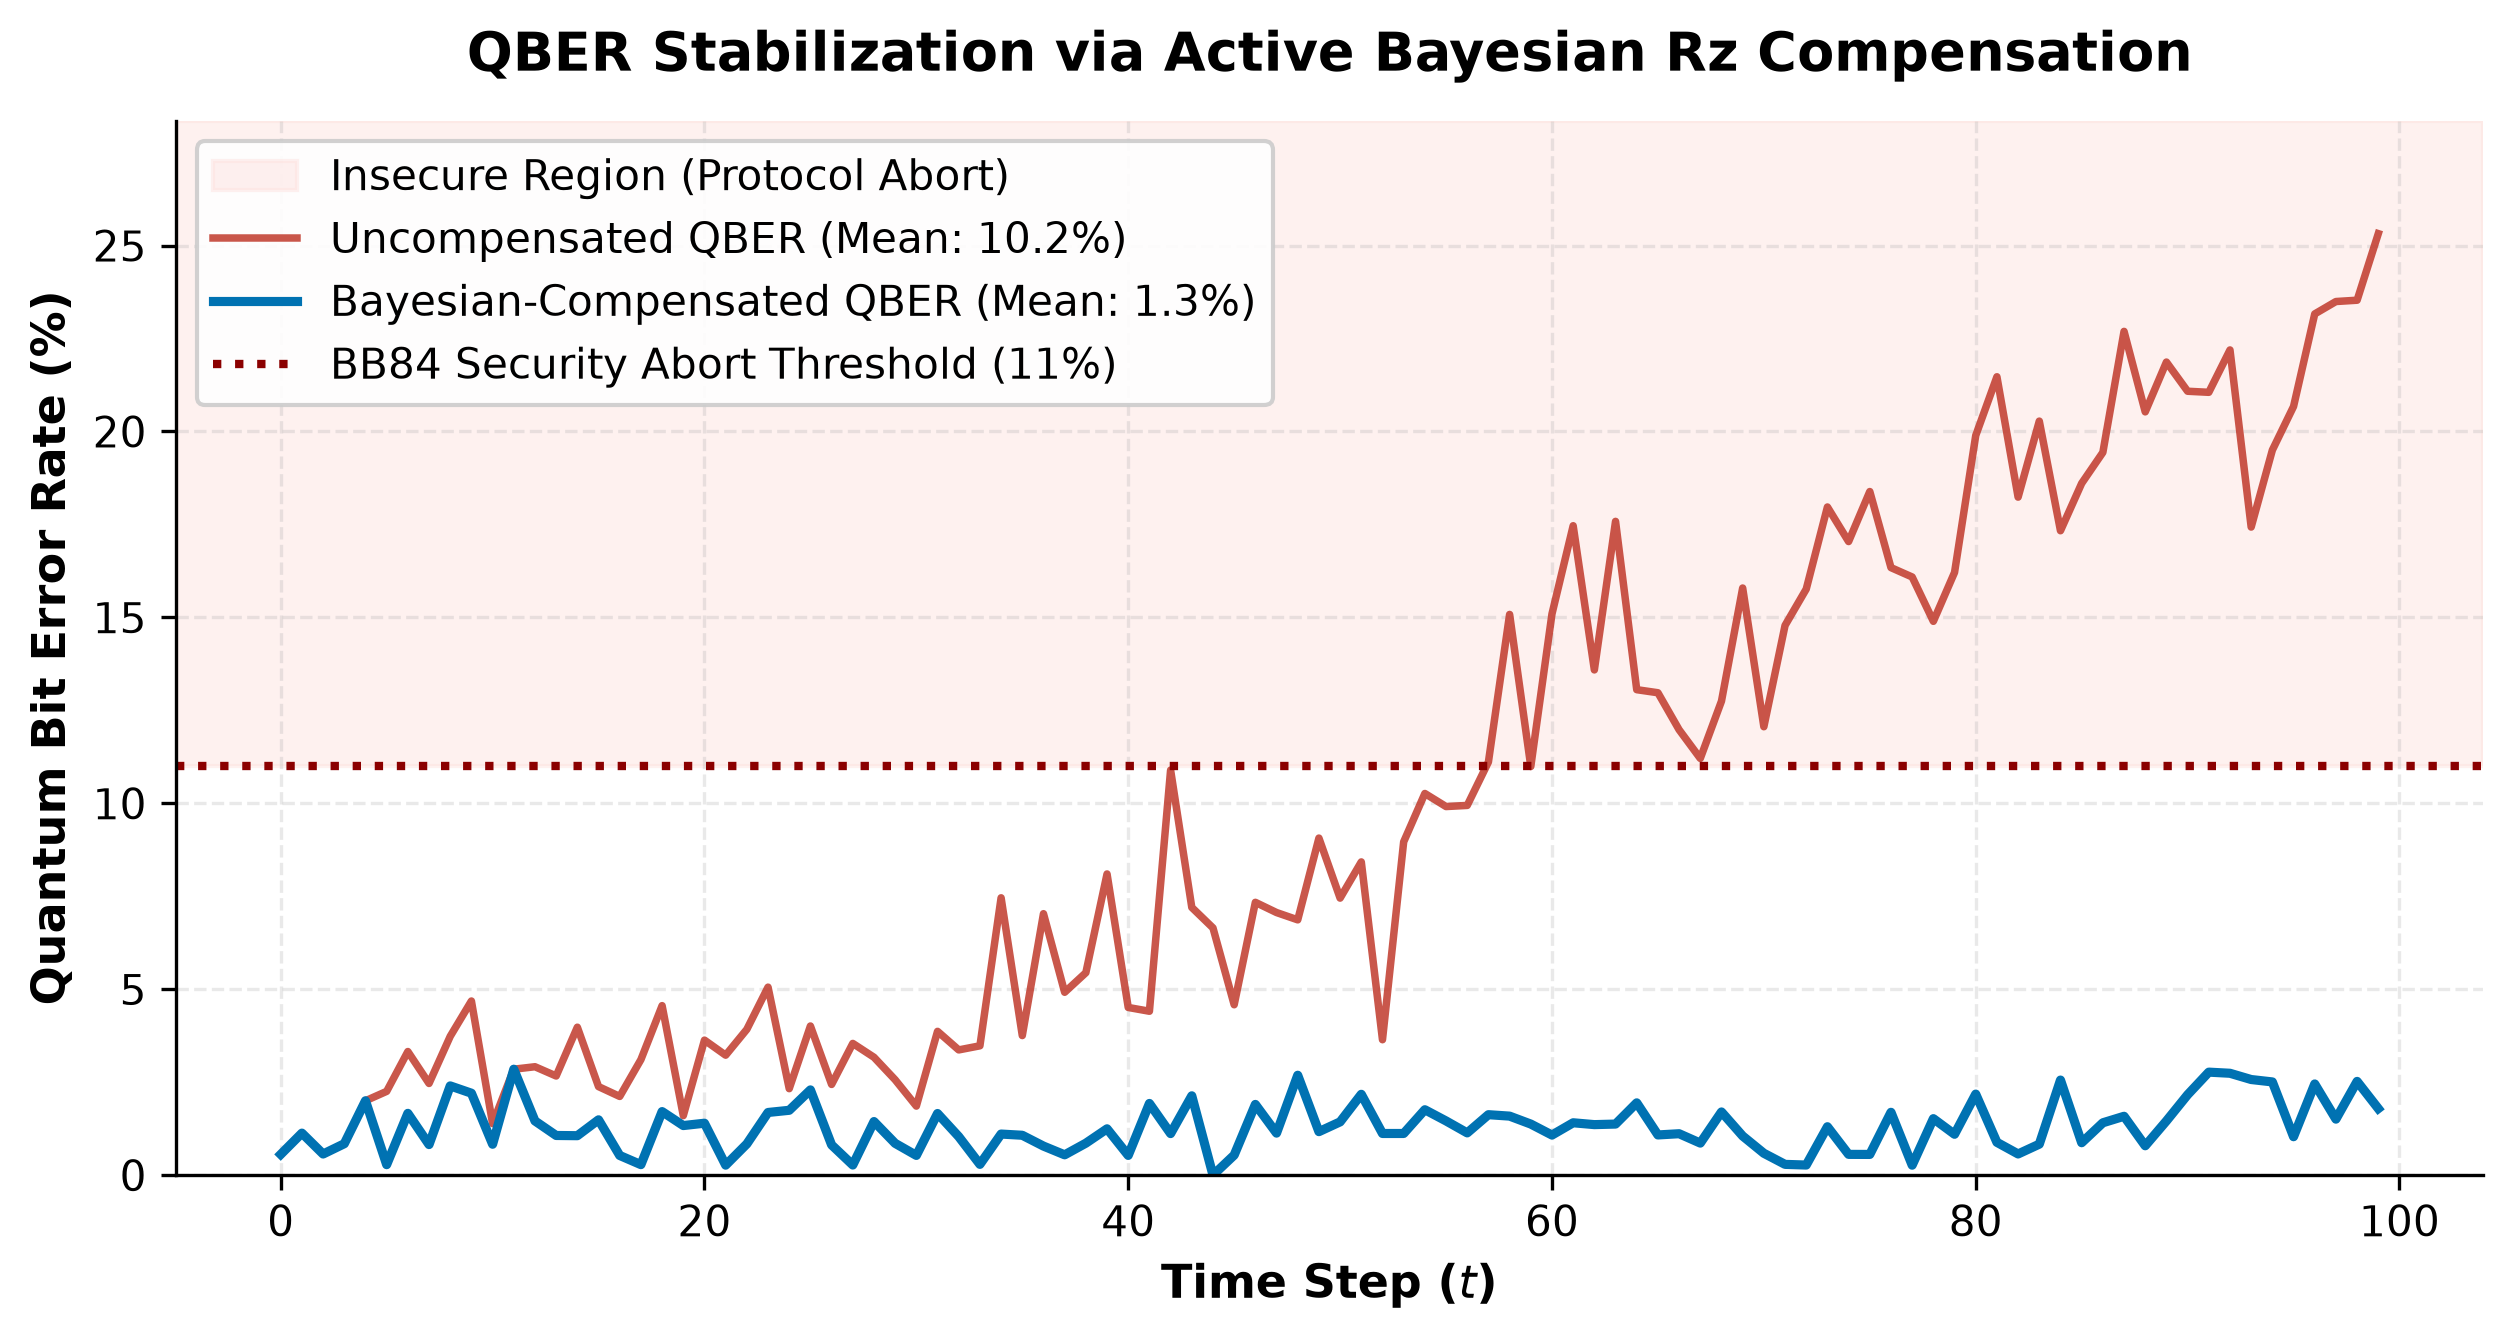 QBER Stabilization via Active Bayesian Rz Compensation
Insecure Region (Protocol Abort)
Uncompensated QBER (Mean: 10.2%)
Bayesian-Compensated QBER (Mean: 1.3%)
BB84 Security Abort Threshold (11%)
Quantum Bit Error Rate (%)
25
20
15
10
5
0
0 20 40 60 80 100
Time Step (t)